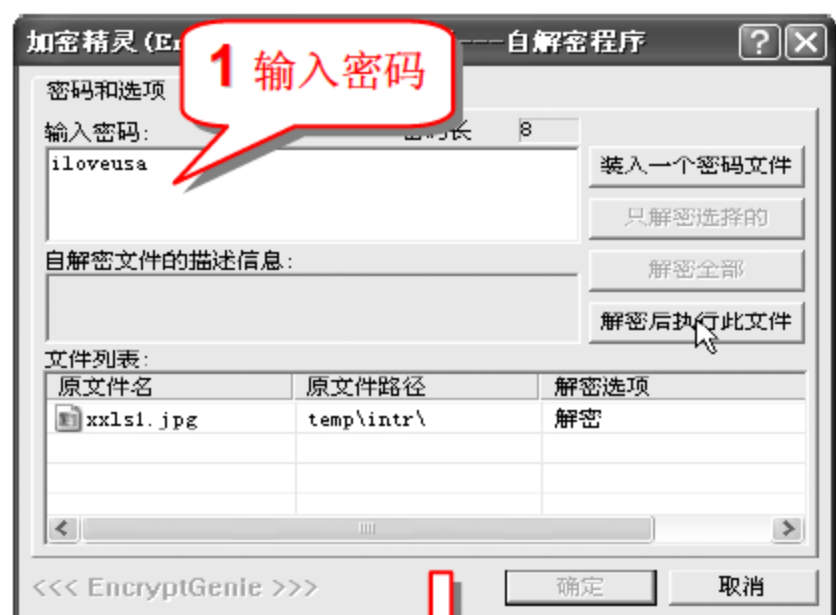 加密精灵(E
---自解密程序
1 输入密码
密码和选项
输入密码:
8
iloveusa
装入一个密码文件
只解密选择的
自解密文件的描述信息:
解密全部
解密后执行此文件
文件列表:
原文件名 原文件路径 解密选项
xxls1.jpg temp\intr\ 解密
<<< EncryptGenie >>>
确定 取消